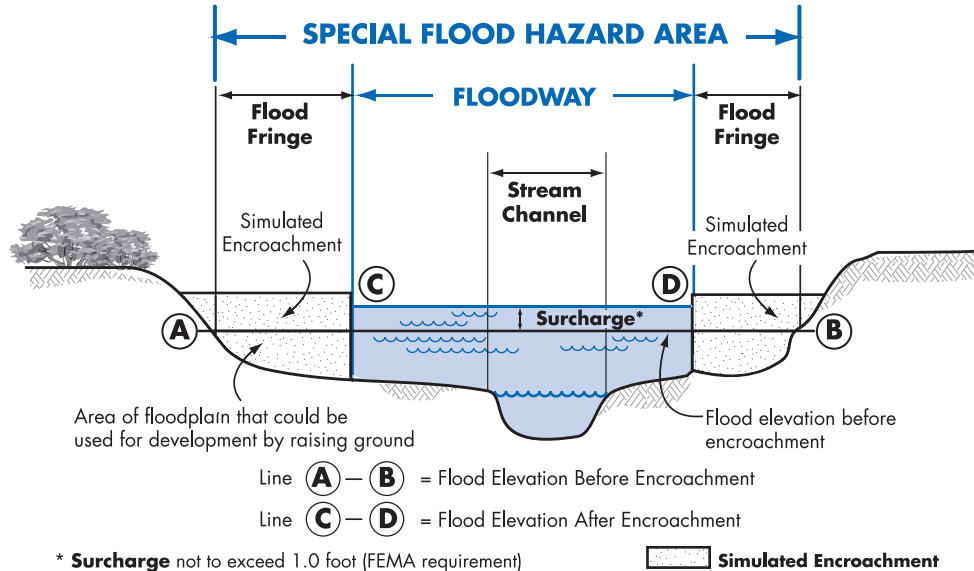 SPECIAL FLOOD HAZARD AREA
Flood
Fringe
FLOODWAY
Flood
Fringe
Stream
Channel
Simulated
Encroachment
Simulated
Encroachment
C
D
Surcharge*
A
B
Area of floodplain that could be
used for development by raising ground
Flood elevation before
encroachment
Line A – B = Flood Elevation Before Encroachment
Line C – D = Flood Elevation After Encroachment
* Surcharge not to exceed 1.0 foot (FEMA requirement)
Simulated Encroachment